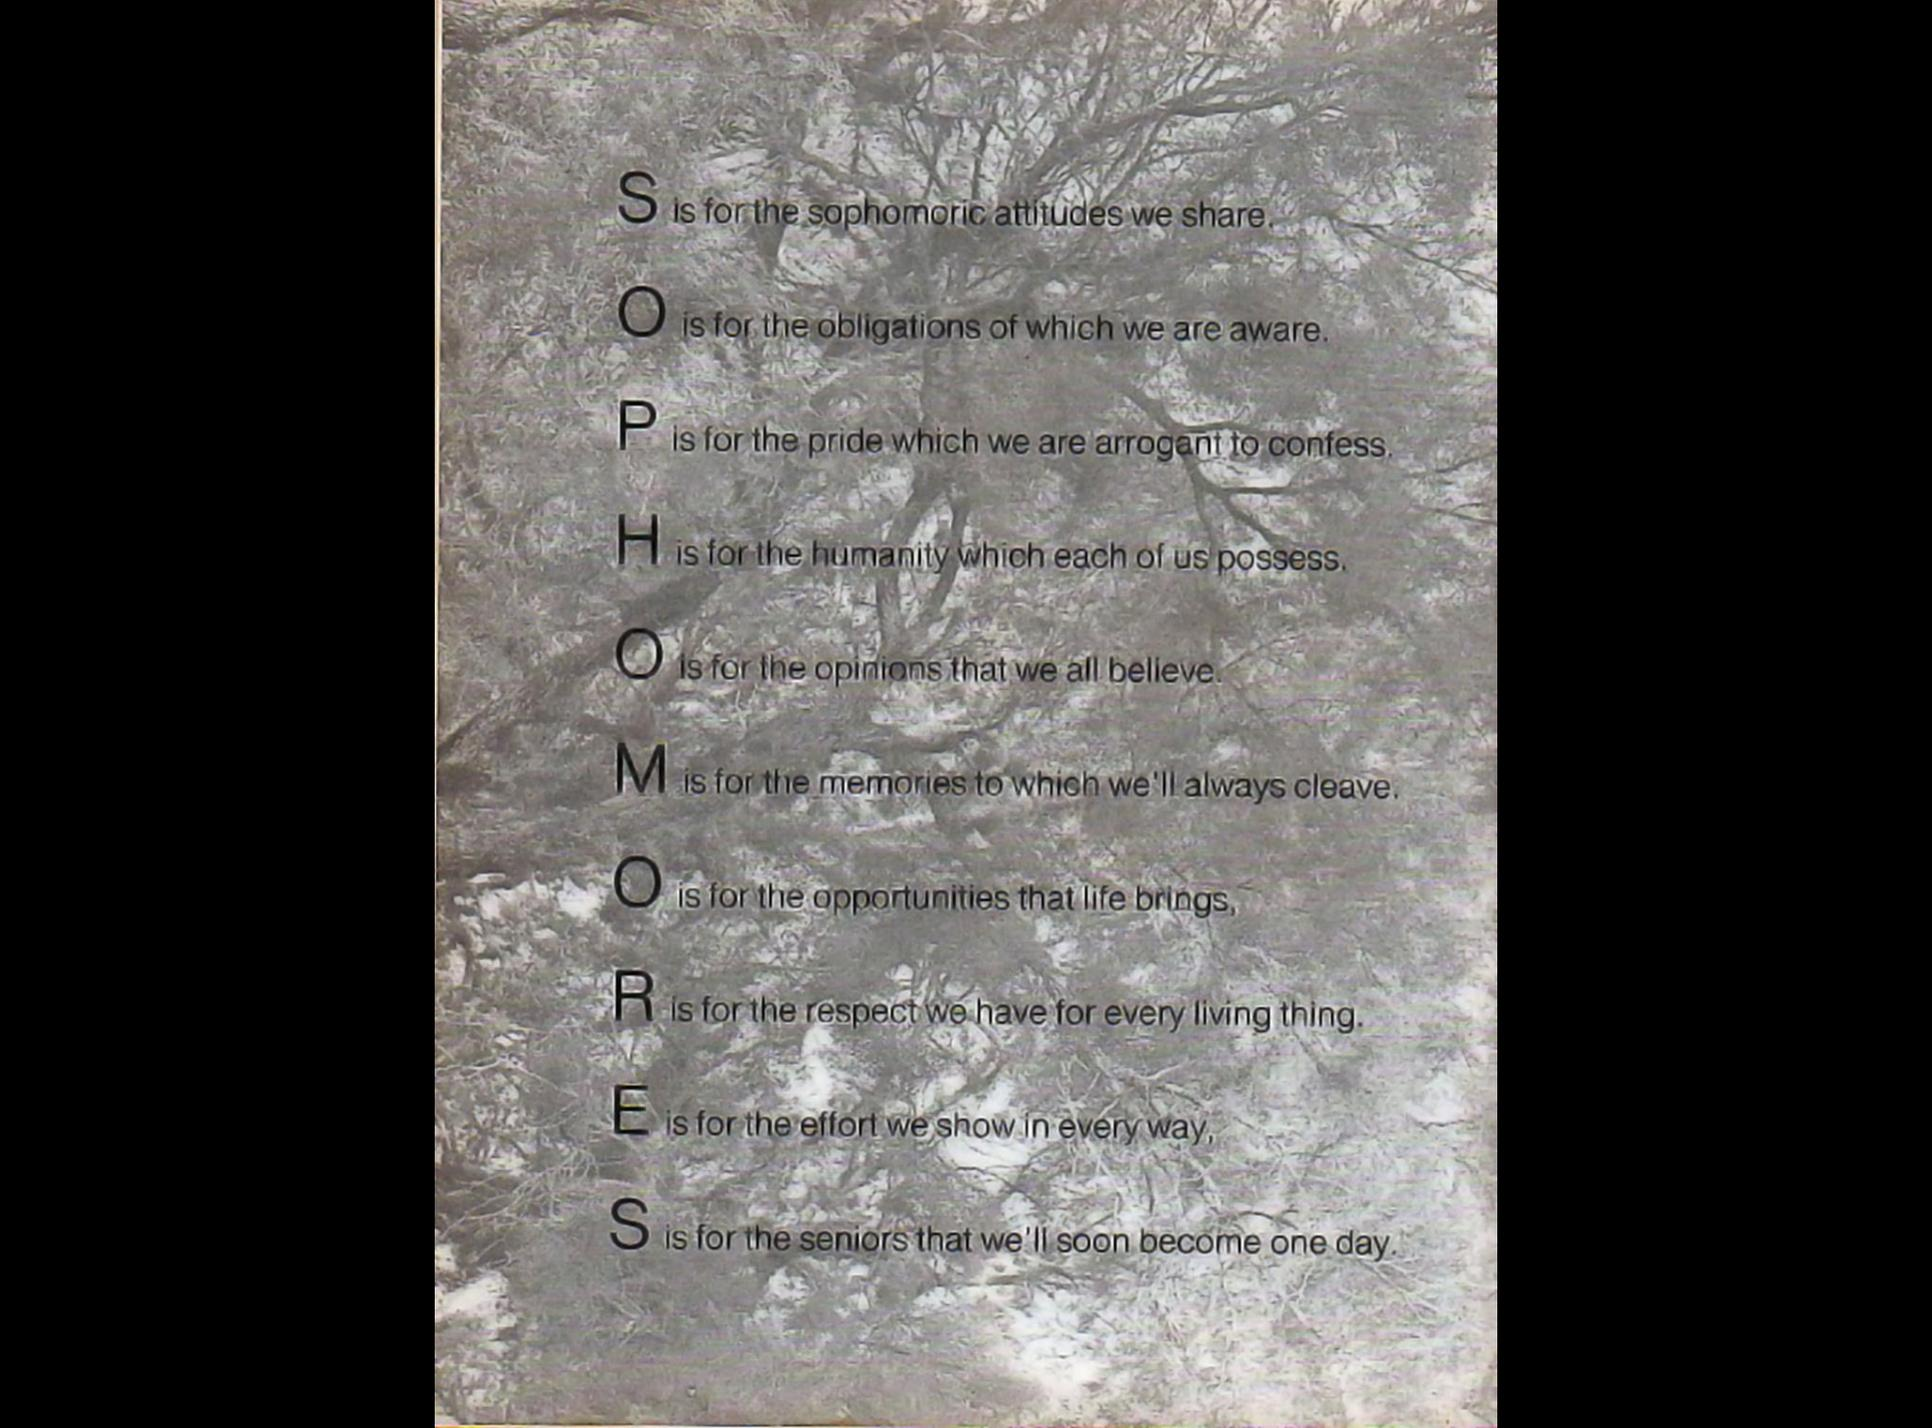 S is for the sophomoric attitudes we share.
O is for the obligations of which we are aware.
P is for the pride which we are arrogant to confess.
H is for the humanity which each of us possess.
O is for the opinions that we all believe.
M is for the memories to which we'll always cleave.
O is for the opportunities that life brings,
R is for the respect we have for every living thing.
E is for the effort we show in every way,
S is for the seniors that we'll soon become one day.